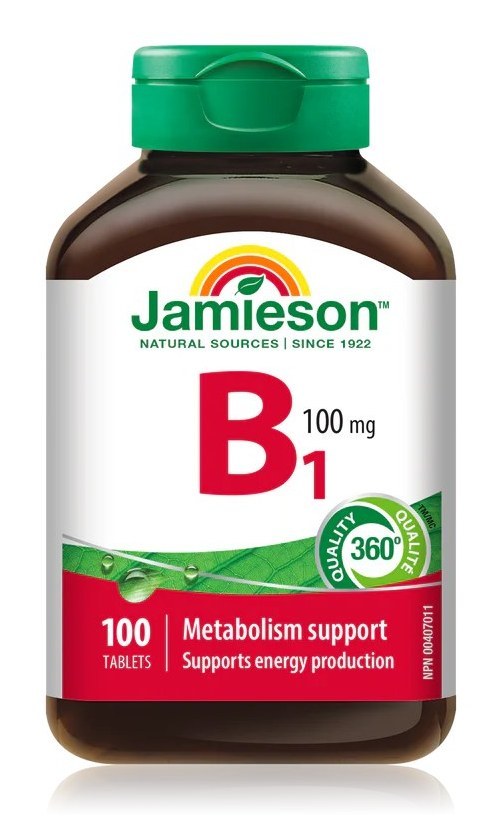 Jamieson™
NATURAL SOURCES | SINCE 1922
B1 100 mg
QUALITY 360° QUALITÉ TM/MC
100 TABLETS
Metabolism support
Supports energy production
NPN 00407011